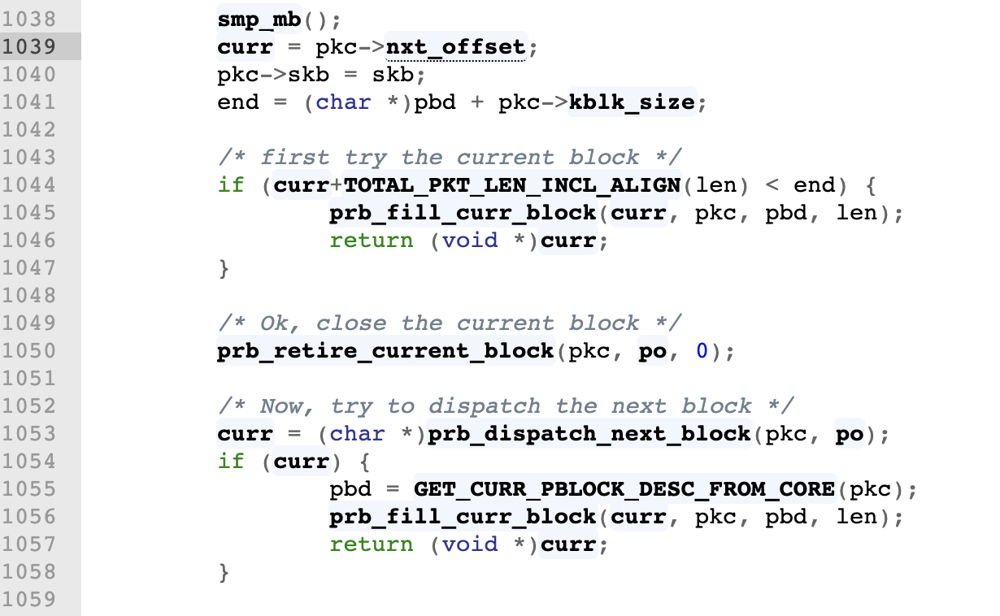 1038 smp_mb();
1039 curr = pkc->nxt_offset;
1040 pkc->skb = skb;
1041 end = (char *)pbd + pkc->kblk_size;
1042
1043 /* first try the current block */
1044 if (curr+TOTAL_PKT_LEN_INCL_ALIGN(len) < end) {
1045 prb_fill_curr_block(curr, pkc, pbd, len);
1046 return (void *)curr;
1047 }
1048
1049 /* Ok, close the current block */
1050 prb_retire_current_block(pkc, po, 0);
1051
1052 /* Now, try to dispatch the next block */
1053 curr = (char *)prb_dispatch_next_block(pkc, po);
1054 if (curr) {
1055 pbd = GET_CURR_PBLOCK_DESC_FROM_CORE(pkc);
1056 prb_fill_curr_block(curr, pkc, pbd, len);
1057 return (void *)curr;
1058 }
1059